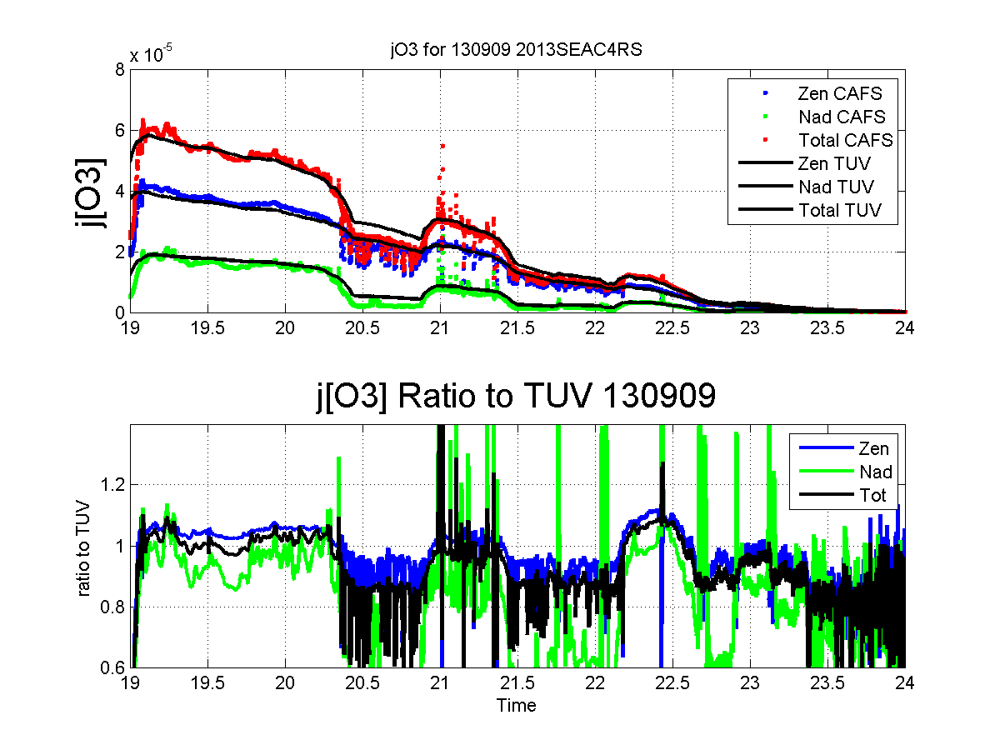 jO3 for 130909 2013SEAC4RS
x 10-5
8
6
4
2
0
j[O3]
Zen CAFS
Nad CAFS
Total CAFS
Zen TUV
Nad TUV
Total TUV
19 19.5 20 20.5 21 21.5 22 22.5 23 23.5 24
j[O3] Ratio to TUV 130909
1.2
1
0.8
0.6
ratio to TUV
Zen
Nad
Tot
19 19.5 20 20.5 21 21.5 22 22.5 23 23.5 24
Time